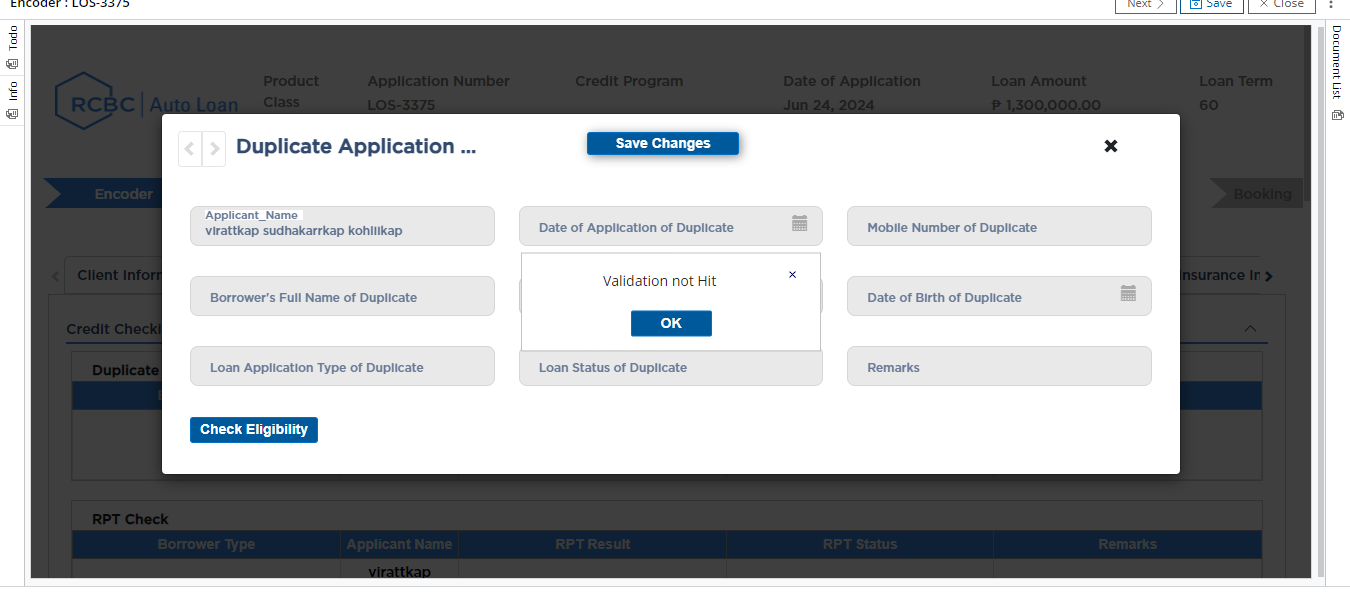 Encoder : LOS-3375
Next
Save
Close
Todo
Info
Document List
RCBC Auto Loan
Product Class
Application Number
LOS-3375
Credit Program
Date of Application
Jun 24, 2024
Loan Amount
₱ 1,300,000.00
Loan Term
60
Duplicate Application ...
Save Changes
Encoder
Booking
Applicant_Name
virattkap sudhakarrkap kohliikap
Date of Application of Duplicate
Mobile Number of Duplicate
Client Inforr
nsurance Ir
Validation not Hit
OK
Borrower's Full Name of Duplicate
Date of Birth of Duplicate
Credit Checkl
Loan Application Type of Duplicate
Loan Status of Duplicate
Remarks
Duplicate
Check Eligibility
RPT Check
Borrower Type
Applicant Name
RPT Result
RPT Status
Remarks
virattkap